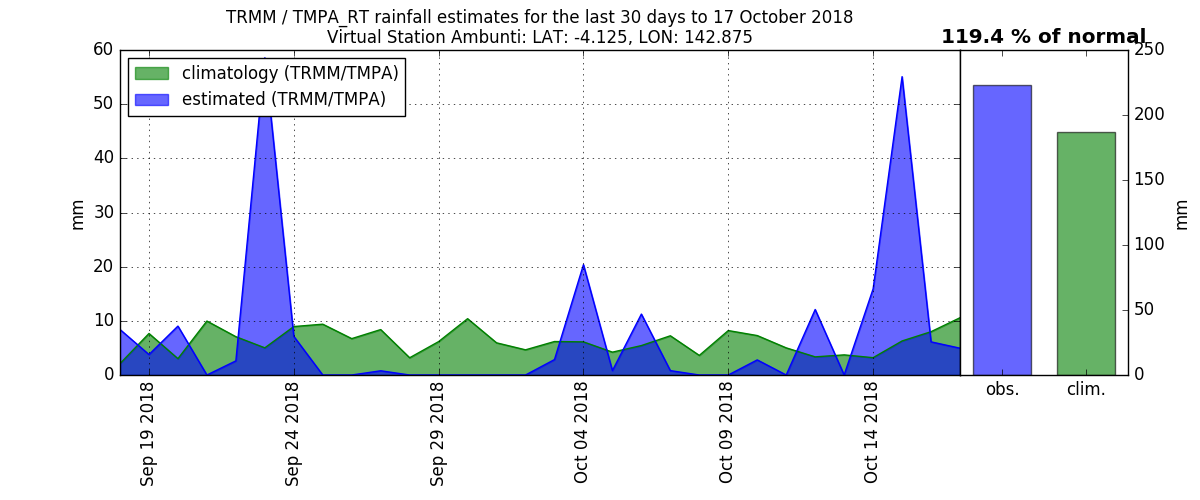 TRMM / TMPA_RT rainfall estimates for the last 30 days to 17 October 2018
Virtual Station Ambunti: LAT: -4.125, LON: 142.875
119.4 % of normal
climatology (TRMM/TMPA)
estimated (TRMM/TMPA)
60
50
40
30
20
10
0
mm
Sep 19 2018
Sep 24 2018
Sep 29 2018
Oct 04 2018
Oct 09 2018
Oct 14 2018
obs.
clim.
250
200
150
100
50
0
mm